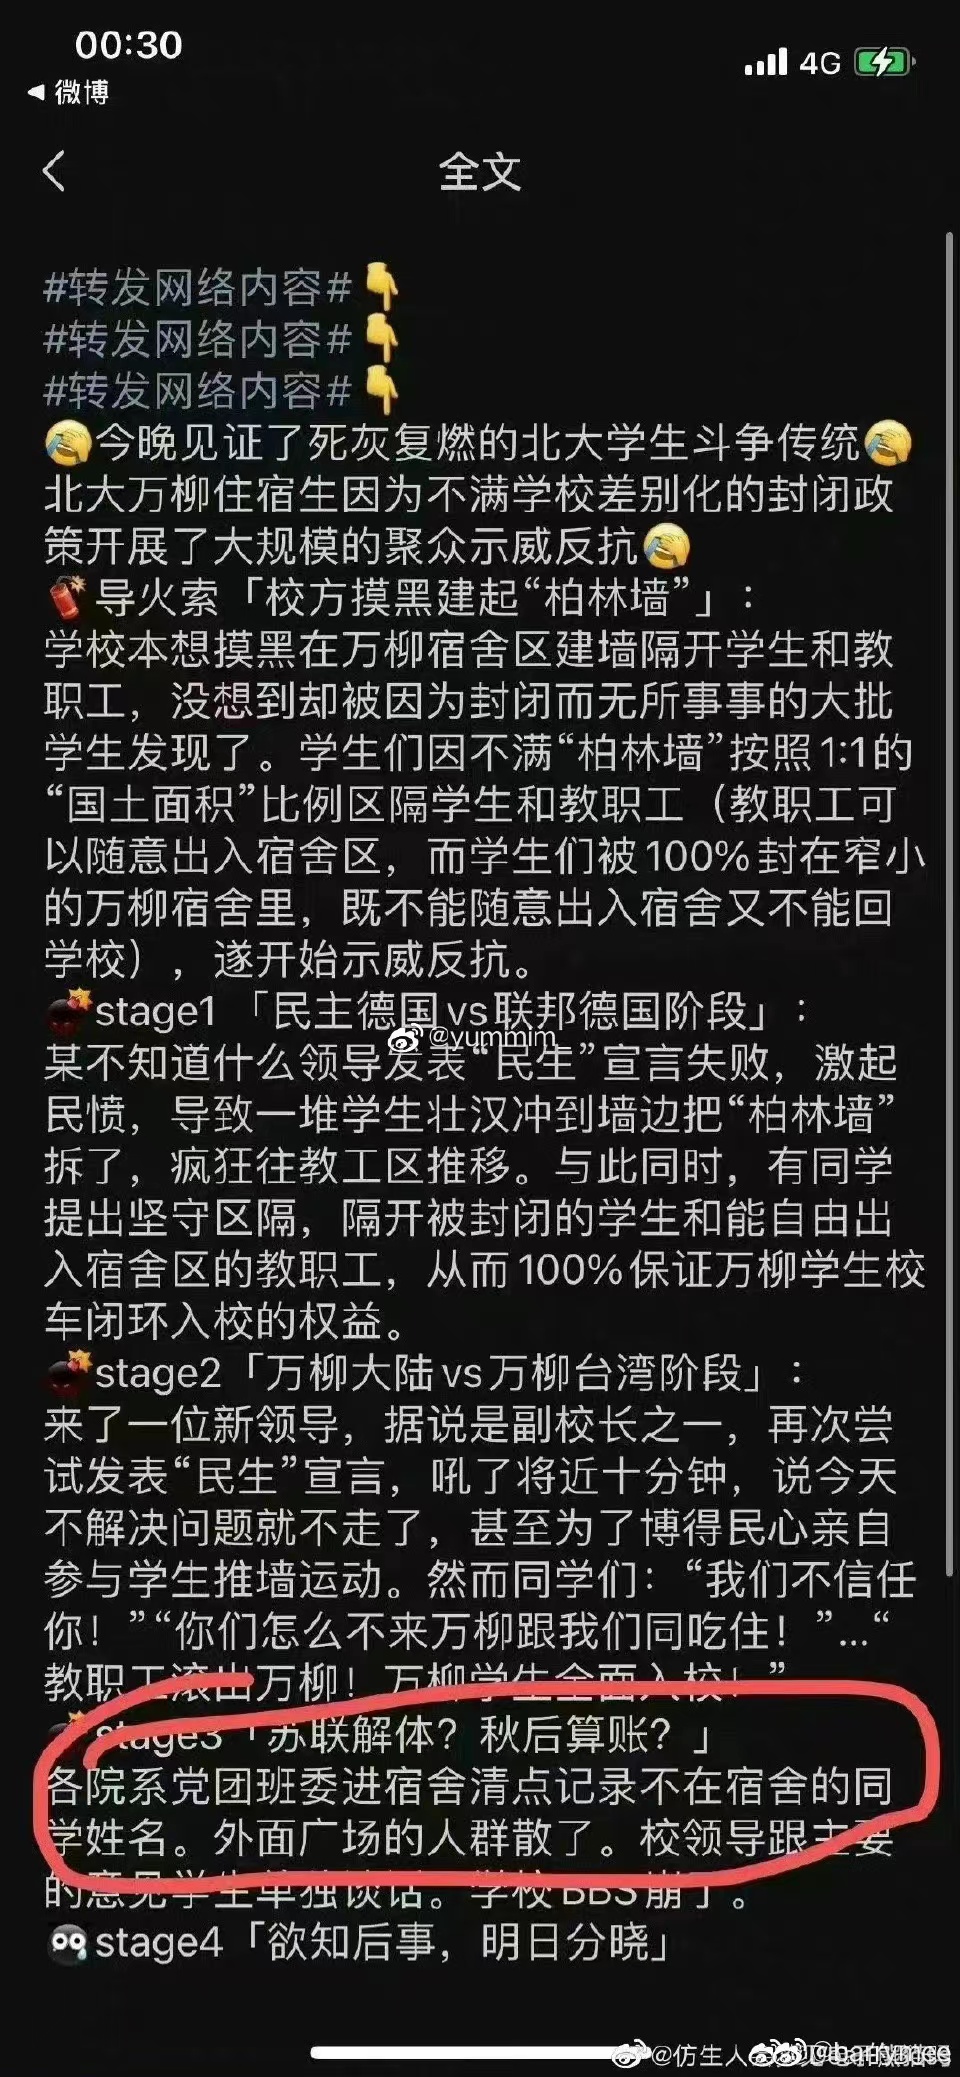 00:30
4G
微博
全文
#转发网络内容#
#转发网络内容#
#转发网络内容#
今晚见证了死灰复燃的北大学生斗争传统
北大万柳住宿生因为不满学校差别化的封闭政
策开展了大规模的聚众示威反抗
导火索「校方摸黑建起“柏林墙”」:
学校本想摸黑在万柳宿舍区建墙隔开学生和教
职工，没想到却被因为封闭而无所事事的大批
学生发现了。学生们因不满“柏林墙”按照1:1的
“国土面积”比例区隔学生和教职工（教职工可
以随意出入宿舍区，而学生们被100%封在窄小
的万柳宿舍里，既不能随意出入宿舍又不能回
学校），遂开始示威反抗。
stage1「民主德国vs联邦德国阶段」:
@yummim_
某不知道什么领导发表“民生”宣言失败，激起
民愤，导致一堆学生壮汉冲到墙边把“柏林墙”
拆了，疯狂往教工区推移。与此同时，有同学
提出坚守区隔，隔开被封闭的学生和能自由出
入宿舍区的教职工，从而100%保证万柳学生校
车闭环入校的权益。
stage2「万柳大陆vs万柳台湾阶段」:
来了一位新领导，据说是副校长之一，再次尝
试发表“民生”宣言，吼了将近十分钟，说今天
不解决问题就不走了，甚至为了博得民心亲自
参与学生推墙运动。然而同学们：“我们不信任
你！”“你们怎么不来万柳跟我们同吃住！”...“
教职工滚出万柳！万柳学生全面入校！”
stage3「苏联解体？秋后算账？」
各院系党团班委进宿舍清点记录不在宿舍的同
学姓名。外面广场的人群散了。校领导跟主要
的意见学生单独谈话。学校BBS崩了。
stage4「欲知后事，明日分晓」
@仿生人